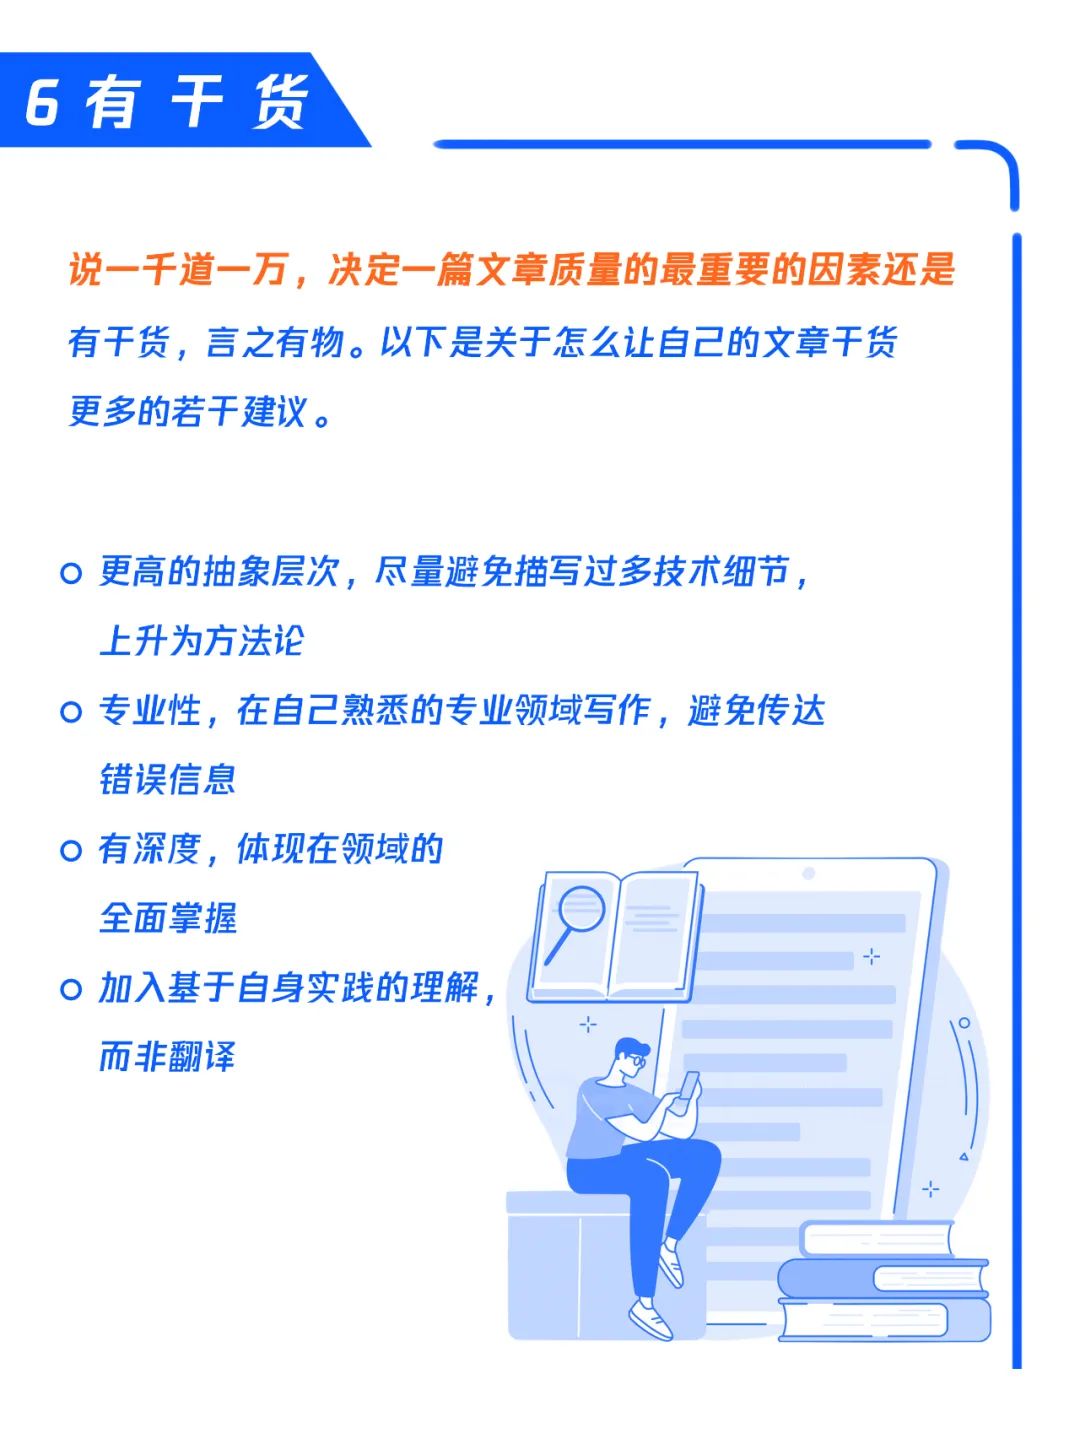 6有干货
说一千道一万，决定一篇文章质量的最重要的因素还是
有干货，言之有物。以下是关于怎么让自己的文章干货
更多的若干建议。
更高的抽象层次，尽量避免描写过多技术细节，
上升为方法论
专业性，在自己熟悉的专业领域写作，避免传达
错误信息
有深度，体现在领域的
全面掌握
加入基于自身实践的理解，
而非翻译